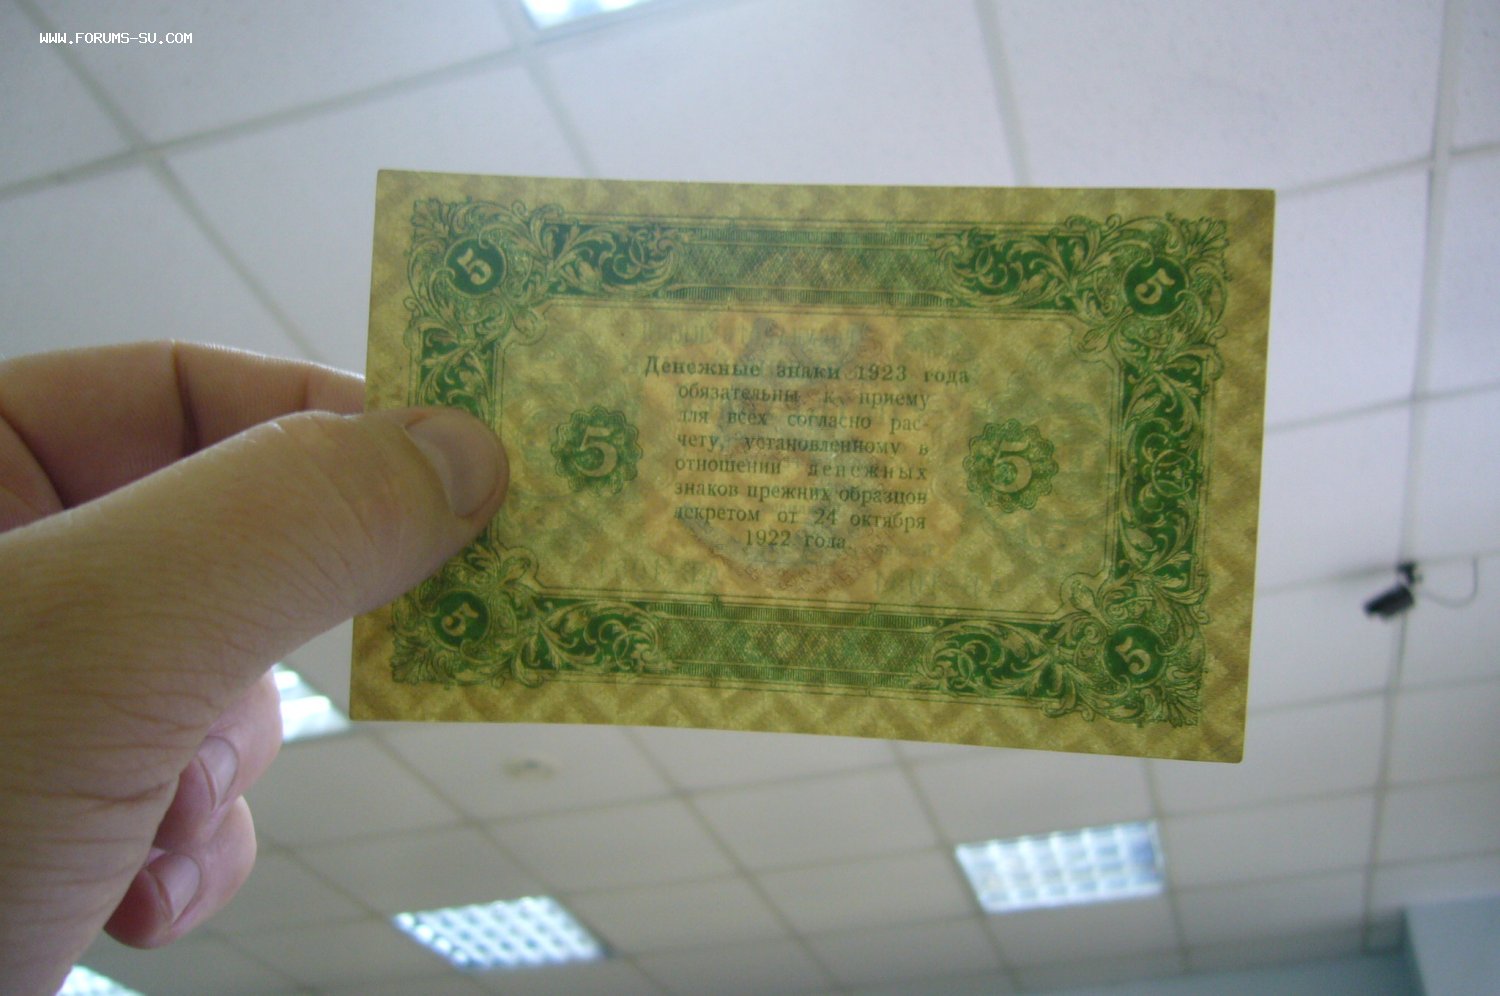 WWW.FORUMS-SU.COM
5 5
Денежные знаки 1923 года
обязательны к приему
для всех согласно рас-
чету, установленному в
отношении денежных
знаков прежних образцов
декретом от 24 октября
1922 года.
5 5
5 5